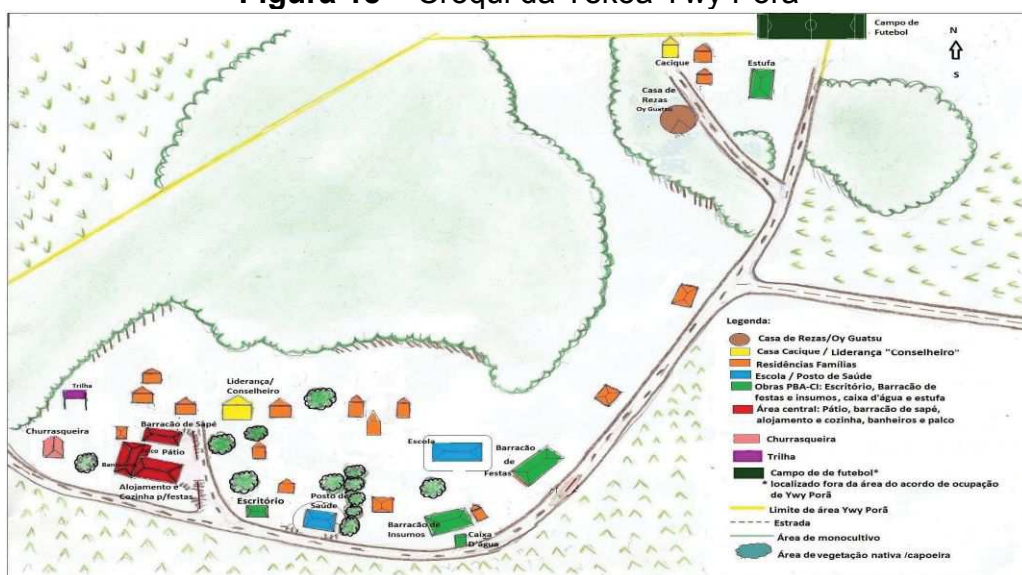 Figura 15 – Croqui da Tekoa Ywy Porã
Campo de
Futebol
N
S
Cacique
Estufa
Casa de
Rezas
Oy Guatsu
Legenda:
Casa de Rezas/Oy Guatsu
Casa Cacique / Liderança "Conselheiro"
Residências Famílias
Escola / Posto de Saúde
Obras PBA-CI: Escritório, Barracão de
festas e insumos, caixa d'água e estufa
Área central: Pátio, barracão de sapé,
alojamento e cozinha, banheiros e palco
Churrasqueira
Trilha
Campo de de futebol*
* localizado fora da área do acordo de ocupação
de Ywy Porã
Limite de área Ywy Porã
Estrada
Área de monocultivo
Área de vegetação nativa /capoeira
Trilha
Liderança/
Conselheiro
Churrasqueira
Barracão de Sapé
Pátio
Alojamento e
Cozinha p/festas
Escritório
Posto de
Saúde
Escola
Barracão
de
Festas
Barracão de
Insumos
Caixa
D'água